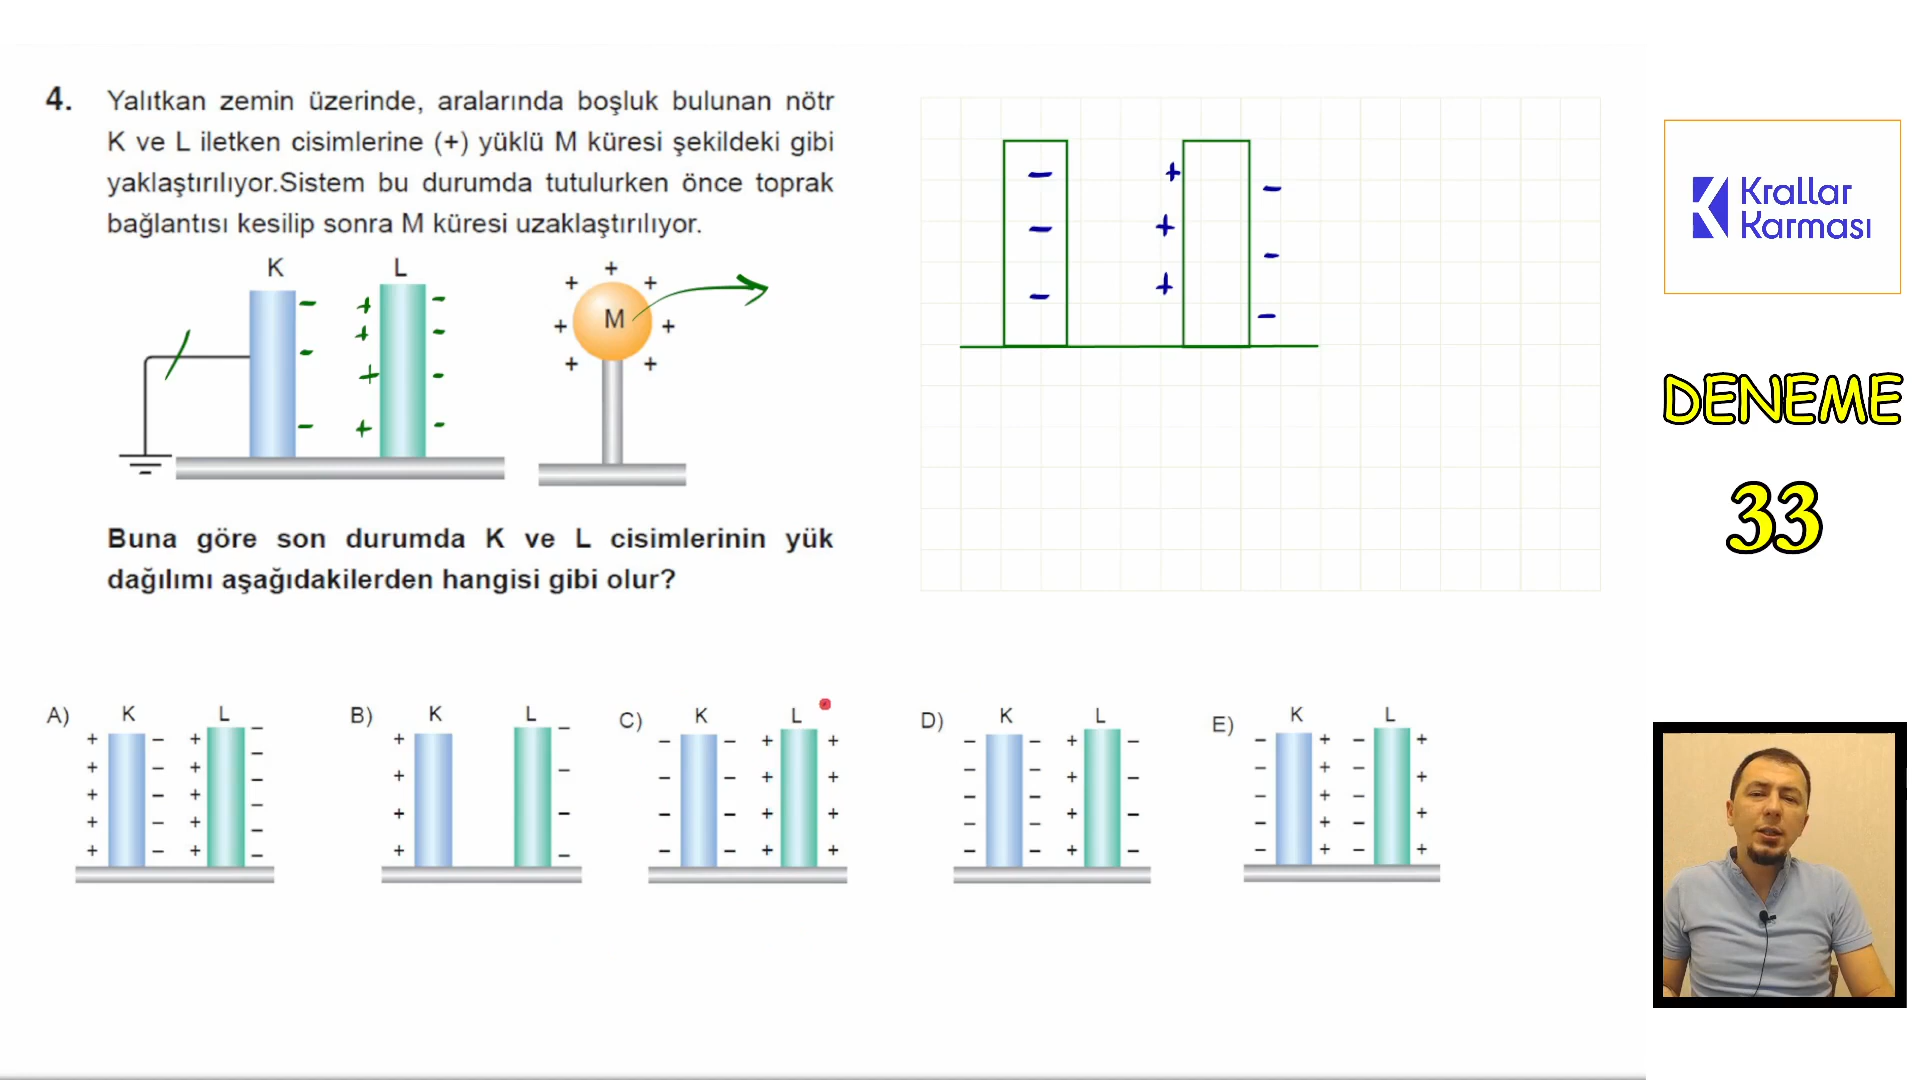 4. Yalıtkan zemin üzerinde, aralarında boşluk bulunan nötr
K ve L iletken cisimlerine (+) yüklü M küresi şekildeki gibi
yaklaştırılıyor.Sistem bu durumda tutulurken önce toprak
bağlantısı kesilip sonra M küresi uzaklaştırılıyor.
K L
M
Buna göre son durumda K ve L cisimlerinin yük
dağılımı aşağıdakilerden hangisi gibi olur?
A) K L
B) K L
C) K L
D) K L
E) K L
Krallar
Karması
DENEME
33